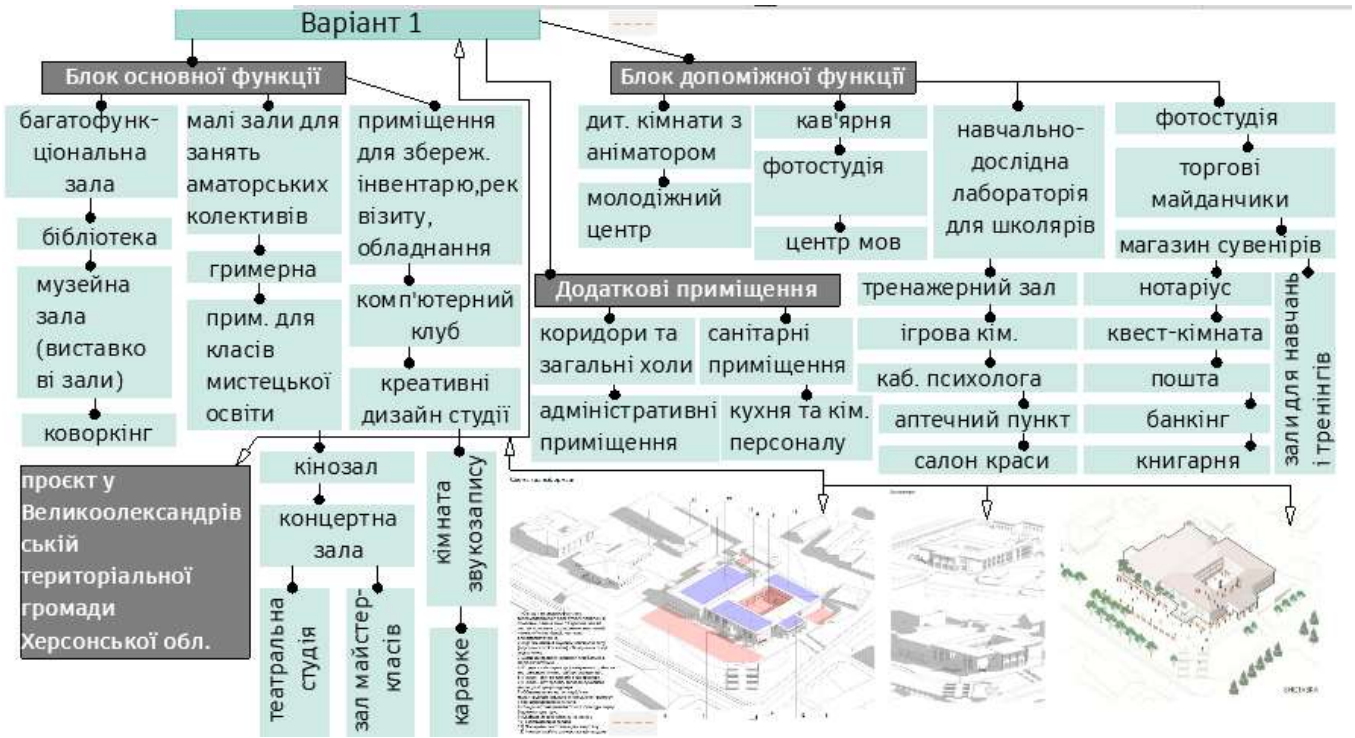 Варіант 1
Блок основної функції
багатофунк-
ціональна
зала
бібліотека
музейна
зала
(виставко
ві зали)
коворкінг
малі зали для
занять
аматорських
колективів
гримерна
прим. для
класів
мистецької
освіти
кінозал
концертна
зала
театральна
студія
зал майстер-
класів
приміщення
для збереж.
інвентарю,рек
візиту,
обладнання
комп'ютерний
клуб
креативні
дизайн студії
кімната
звукозапису
караоке
проєкт у
Великоолександрів
ській
територіальної
громади
Херсонської обл.
Блок допоміжної функції
дит. кімнати з
аніматором
молодіжний
центр
кав'ярня
фотостудія
центр мов
навчально-
дослідна
лабораторія
для школярів
тренажерний зал
ігрова кім.
каб. психолога
аптечний пункт
салон краси
фотостудія
торгові
майданчики
магазин сувенірів
нотаріус
квест-кімната
пошта
банкінг
книгарня
зали для навчань
і тренінгів
Додаткові приміщення
коридори та
загальні холи
адміністративні
приміщення
санітарні
приміщення
кухня та кім.
персоналу